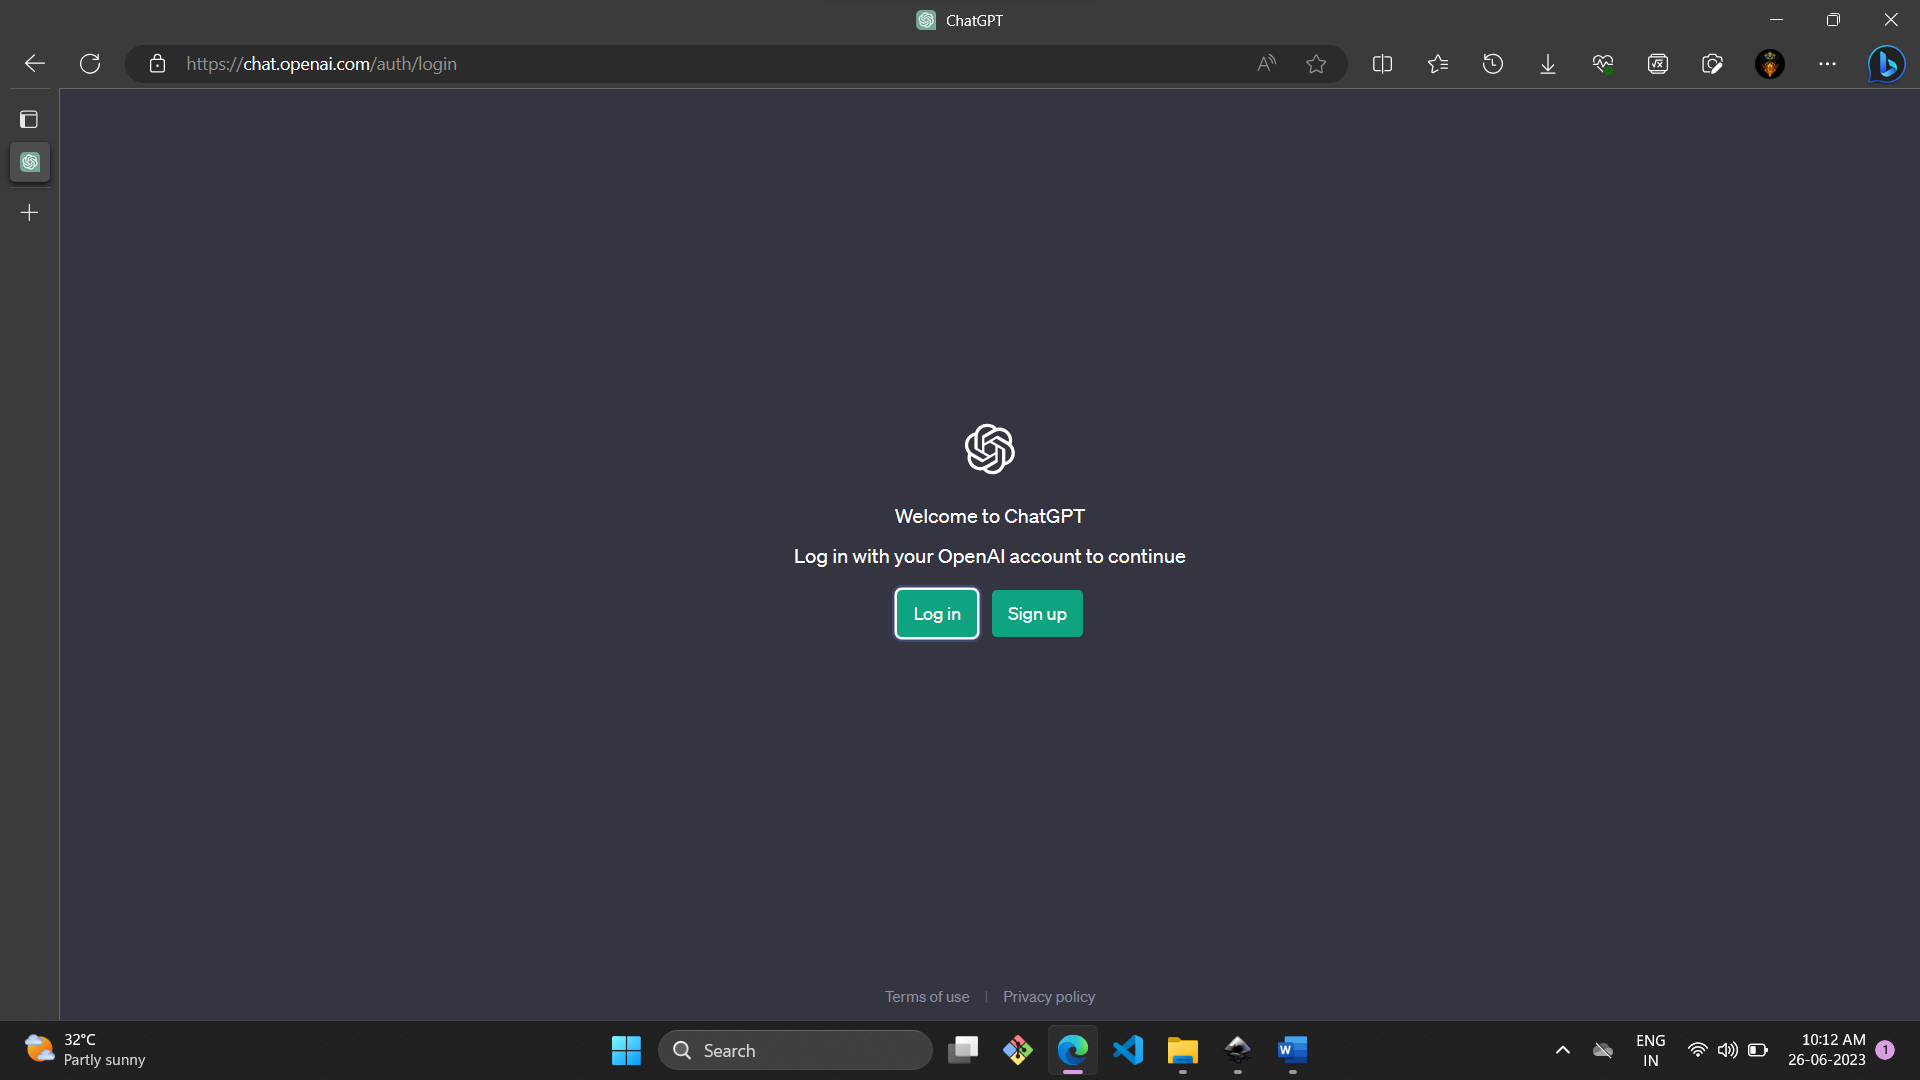 ChatGPT
https://chat.openai.com/auth/login
Welcome to ChatGPT
Log in with your OpenAI account to continue
Log in
Sign up
Terms of use | Privacy policy
32°C
Partly sunny
Search
ENG
IN
10:12 AM
26-06-2023
1